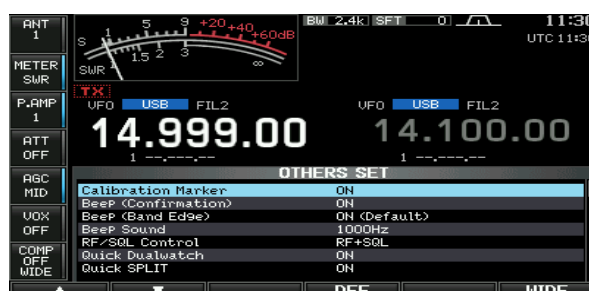 ANT
1
METER
SWR
P.AMP
1
ATT
OFF
AGC
MID
VOX
OFF
COMP
OFF
WIDE
S 1 5 9 +20 +40 +60dB
SWR 1 1.5 2 3 ∞
BW 2.4k SFT 0
11:30
UTC 11:30
TX
VFO USB FIL2
VFO USB FIL2
14.999.00
14.100.00
1 --.---.--
1 --.---.--
OTHERS SET
Calibration Marker ON
Beep (Confirmation) ON
Beep (Band Edge) ON (Default)
Beep Sound 1000Hz
RF/SQL Control RF+SQL
Quick Dualwatch ON
Quick SPLIT ON
▲ ▼ DEF WIDE